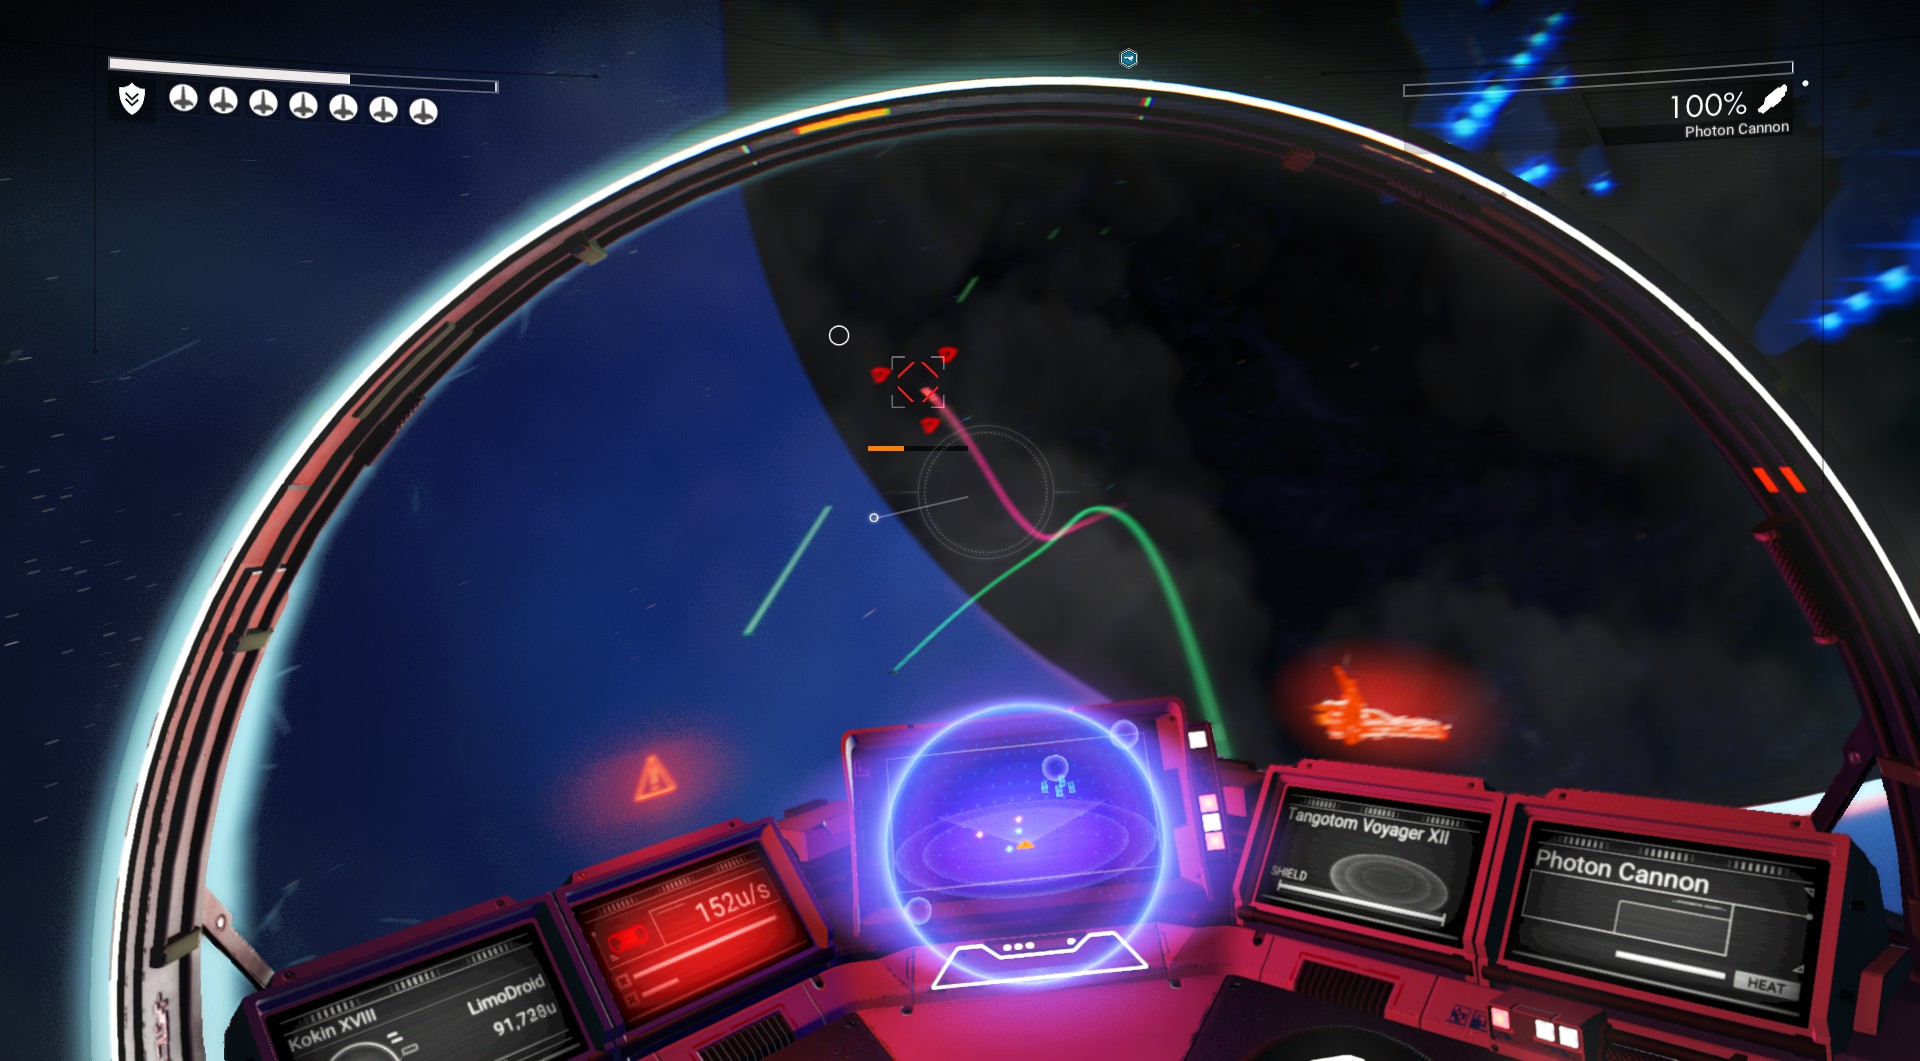 100%
Photon Cannon
Tangotom Voyager XII
SHIELD
Photon Cannon
HEAT
152u/s
Kokin XVIII
LimoDroid
91,728u